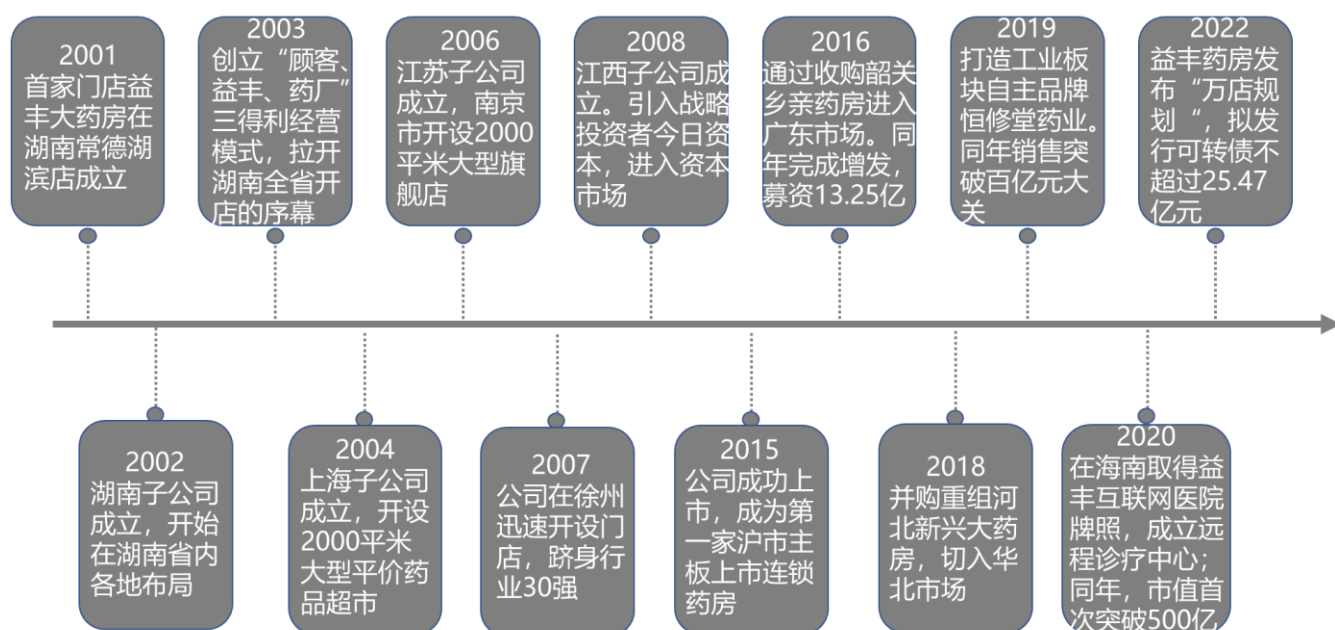 2001
首家门店益
丰大药房在
湖南常德湖
滨店成立
2003
创立“顾客、
益丰、药厂”
三得利经营
模式，拉开
湖南全省开
店的序幕
2006
江苏子公司
成立，南京
市开设2000
平米大型旗
舰店
2008
江西子公司成
立。引入战略
投资者今日资
本，进入资本
市场
2016
通过收购韶关
乡亲药房进入
广东市场。同
年完成增发，
募资13.25亿
2019
打造工业板
块自主品牌
恒修堂药业。
同年销售突
破百亿元大
关
2022
益丰药房发
布“万店规
划“，拟发
行可转债不
超过25.47
亿元
2002
湖南子公司
成立，开始
在湖南省内
各地布局
2004
上海子公司
成立，开设
2000平米
大型平价药
品超市
2007
公司在徐州
迅速开设门
店，跻身行
业30强
2015
公司成功上
市，成为第
一家沪市主
板上市连锁
药房
2018
并购重组河
北新兴大药
房，切入华
北市场
2020
在海南取得益
丰互联网医院
牌照，成立远
程诊疗中心；
同年，市值首
次突破500亿